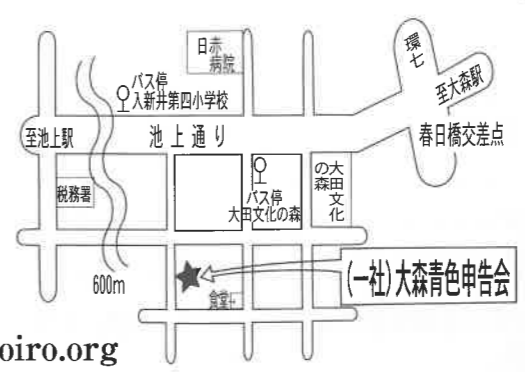 日赤
病院
環七
バス停
入新井第四小学校
至大森駅
至池上駅
池上通り
春日橋交差点
税務署
バス停
大田文化の森
大田文化
の森
600m
(一社)大森青色申告会
食堂
oiro.org